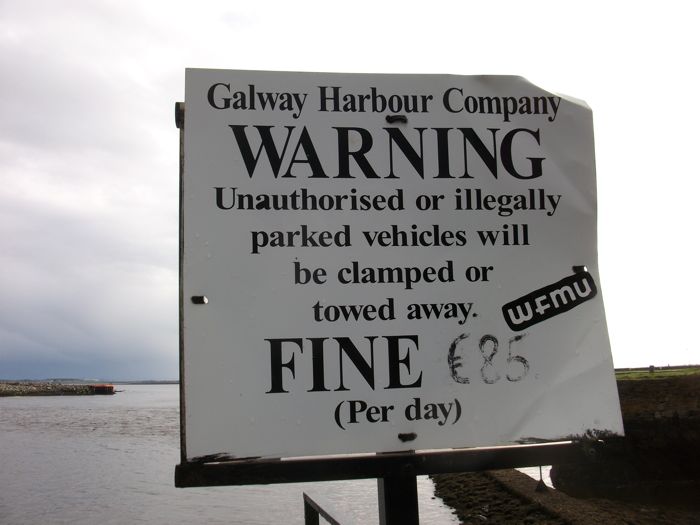 Galway Harbour Company
WARNING
Unauthorised or illegally
parked vehicles will
be clamped or
towed away.
WFMU
FINE €85
(Per day)